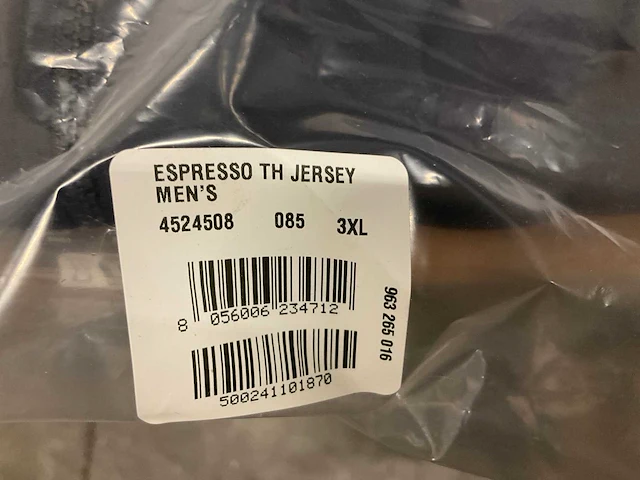 ESPRESSO TH JERSEY
MEN'S
4524508 085 3XL
8 056006 234712
500241101870
963 265 016